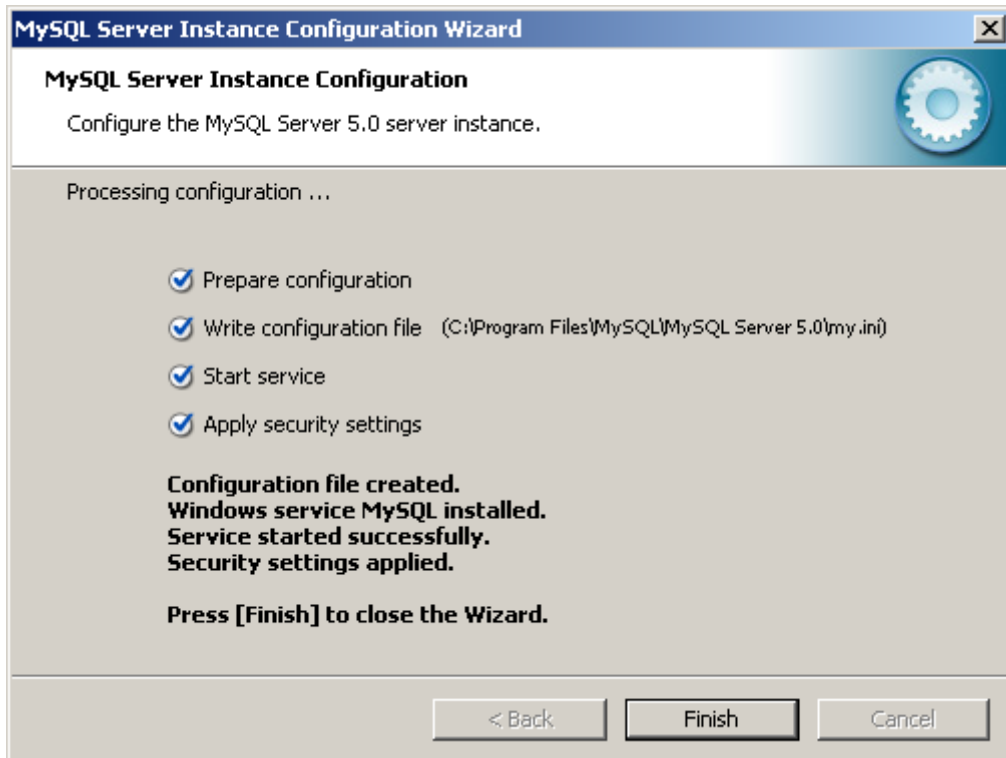 MySQL Server Instance Configuration Wizard
MySQL Server Instance Configuration
Configure the MySQL Server 5.0 server instance.
Processing configuration ...
Prepare configuration
Write configuration file (C:\Program Files\MySQL\MySQL Server 5.0\my.ini)
Start service
Apply security settings
Configuration file created.
Windows service MySQL installed.
Service started successfully.
Security settings applied.
Press [Finish] to close the Wizard.
< Back Finish Cancel